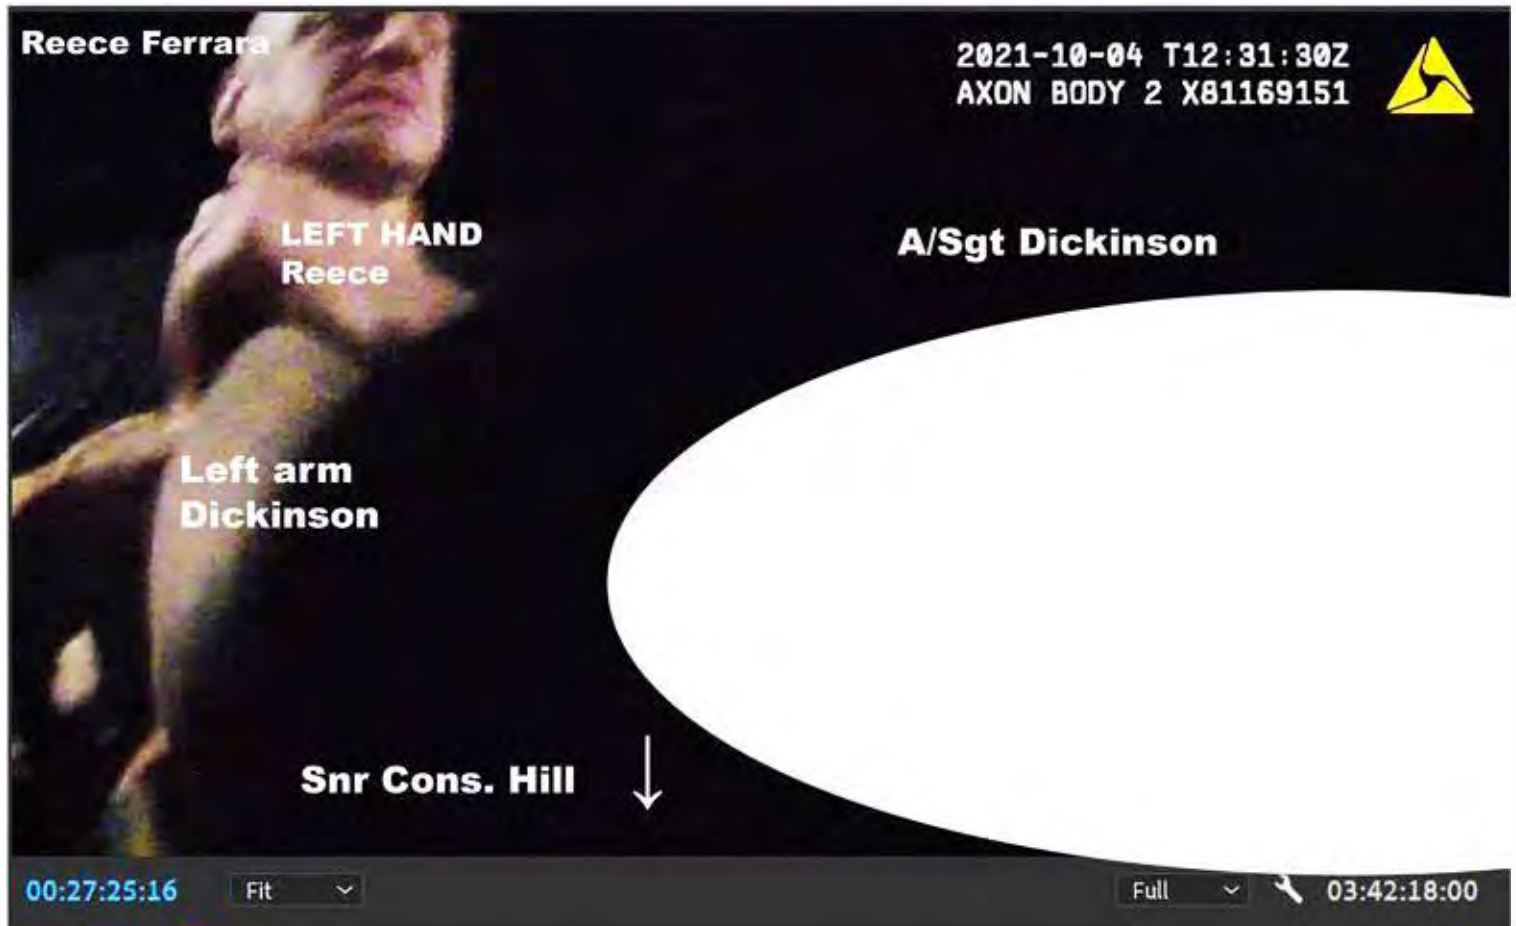 Reece Ferrara
2021-10-04 T12:31:30Z
AXON BODY 2 X81169151
LEFT HAND
Reece
A/Sgt Dickinson
Left arm
Dickinson
Snr Cons. Hill
00:27:25:16
Fit
Full
03:42:18:00